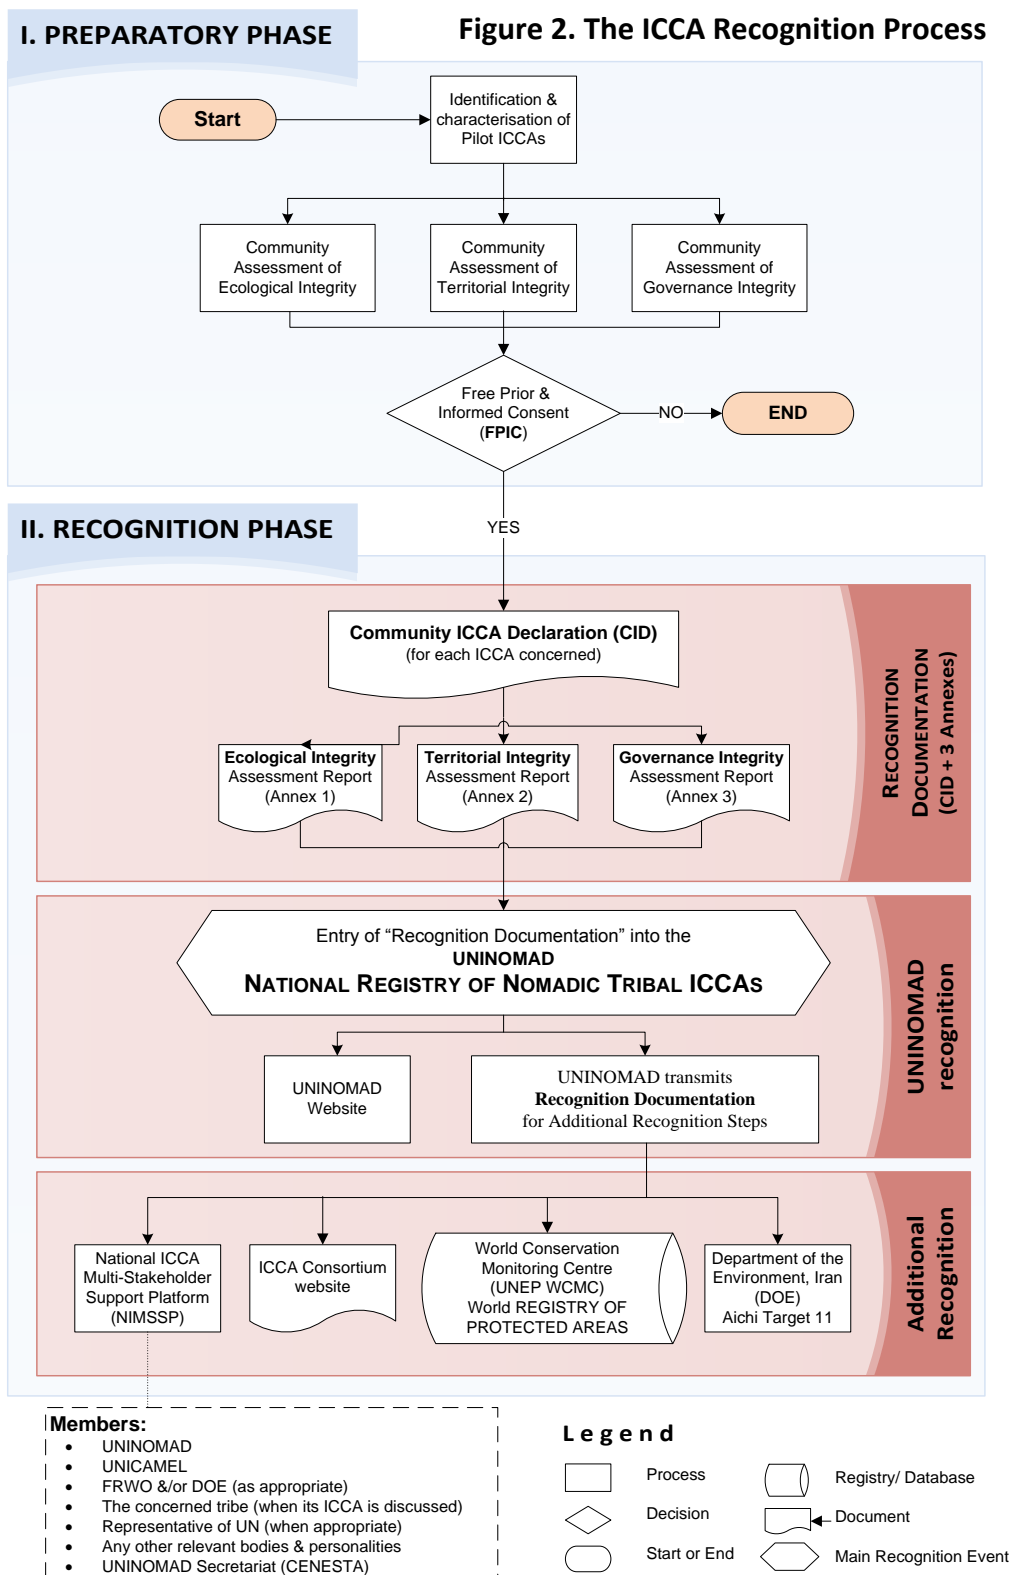 I. PREPARATORY PHASE
Figure 2. The ICCA Recognition Process
Start
Identification &
characterisation of
Pilot ICCAs
Community
Assessment of
Ecological Integrity
Community
Assessment of
Territorial Integrity
Community
Assessment of
Governance Integrity
Free Prior &
Informed Consent
(FPIC)
NO
END
YES
II. RECOGNITION PHASE
Community ICCA Declaration (CID)
(for each ICCA concerned)
Ecological Integrity
Assessment Report
(Annex 1)
Territorial Integrity
Assessment Report
(Annex 2)
Governance Integrity
Assessment Report
(Annex 3)
RECOGNITION
DOCUMENTATION
(CID + 3 Annexes)
Entry of “Recognition Documentation” into the
UNINOMAD
NATIONAL REGISTRY OF NOMADIC TRIBAL ICCAS
UNINOMAD
Website
UNINOMAD transmits
Recognition Documentation
for Additional Recognition Steps
UNINOMAD
recognition
National ICCA
Multi-Stakeholder
Support Platform
(NIMSSP)
ICCA Consortium
website
World Conservation
Monitoring Centre
(UNEP WCMC)
World REGISTRY OF
PROTECTED AREAS
Department of the
Environment, Iran
(DOE)
Aichi Target 11
Additional
Recognition
Members:
• UNINOMAD
• UNICAMEL
• FRWO &/or DOE (as appropriate)
• The concerned tribe (when its ICCA is discussed)
• Representative of UN (when appropriate)
• Any other relevant bodies & personalities
• UNINOMAD Secretariat (CENESTA)
Legend
Process
Registry/ Database
Decision
Document
Start or End
Main Recognition Event